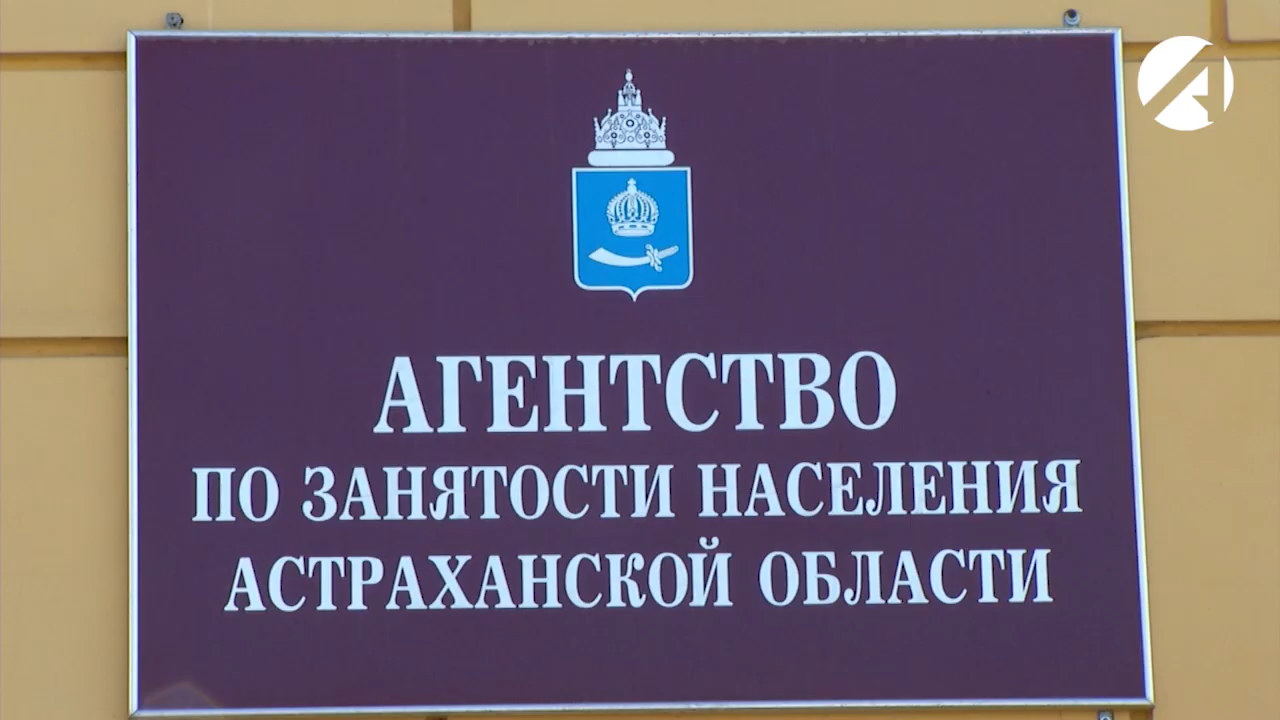 АГЕНТСТВО
ПО ЗАНЯТОСТИ НАСЕЛЕНИЯ
АСТРАХАНСКОЙ ОБЛАСТИ